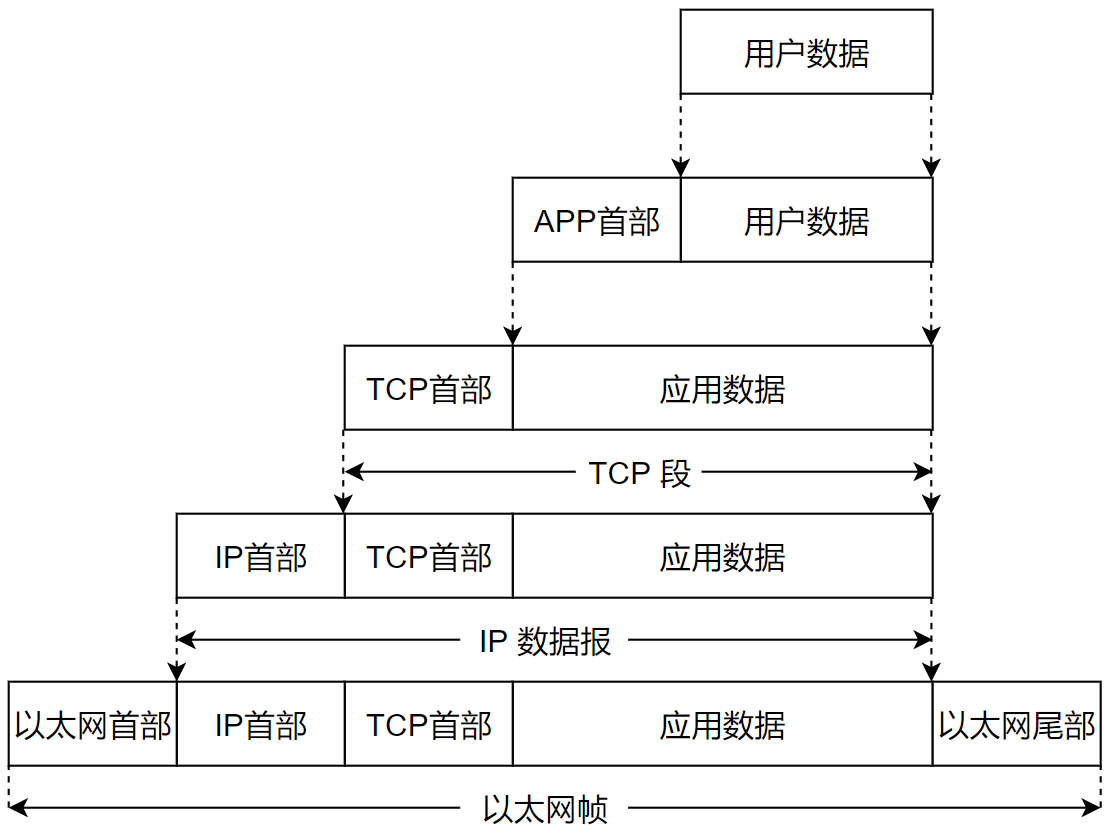 用户数据
APP首部 用户数据
TCP首部 应用数据
TCP 段
IP首部 TCP首部 应用数据
IP 数据报
以太网首部 IP首部 TCP首部 应用数据 以太网尾部
以太网帧